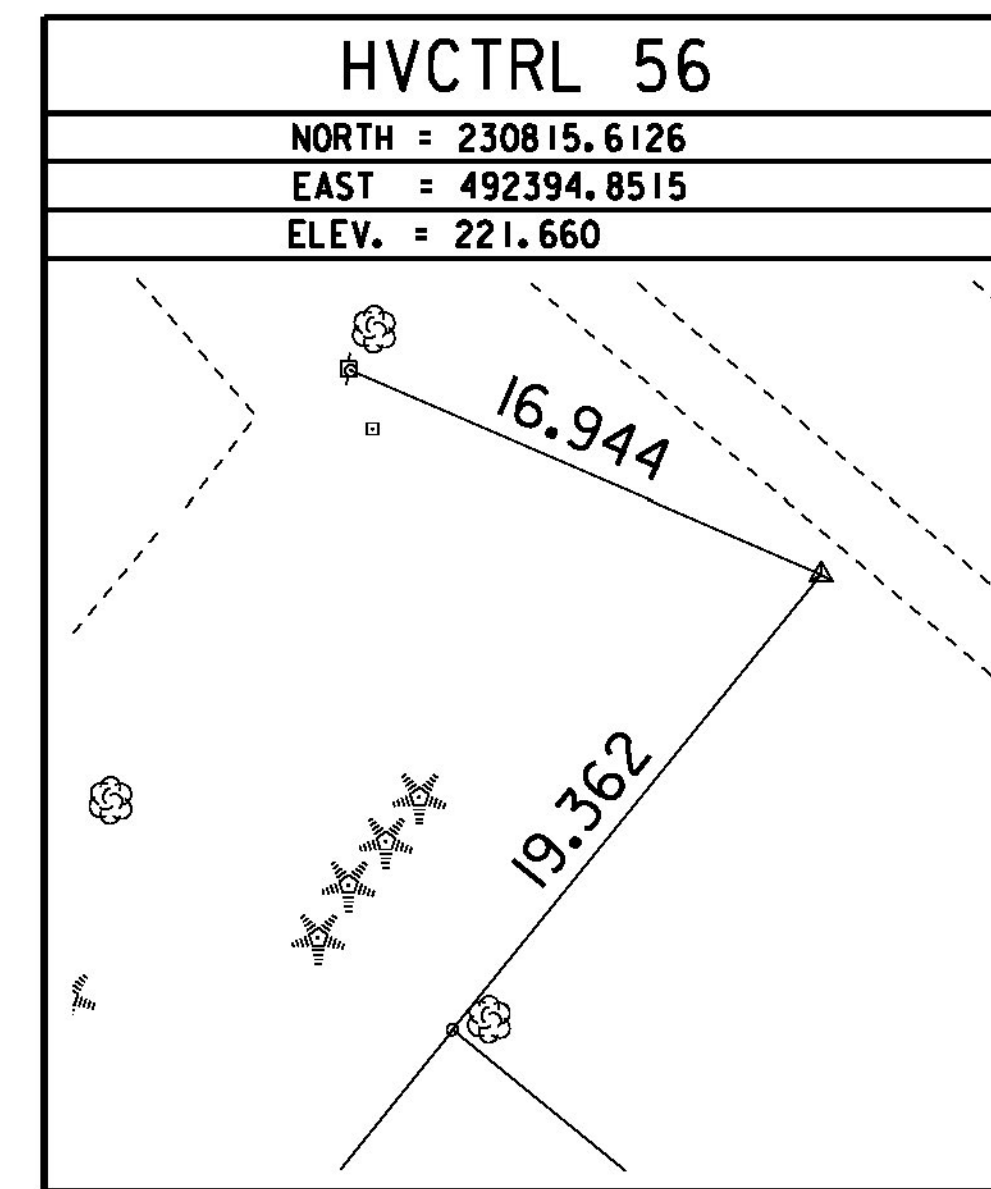 HVCTRL 56
NORTH = 230815.6126
EAST = 492394.8515
ELEV. = 221.660
16.944
19.362